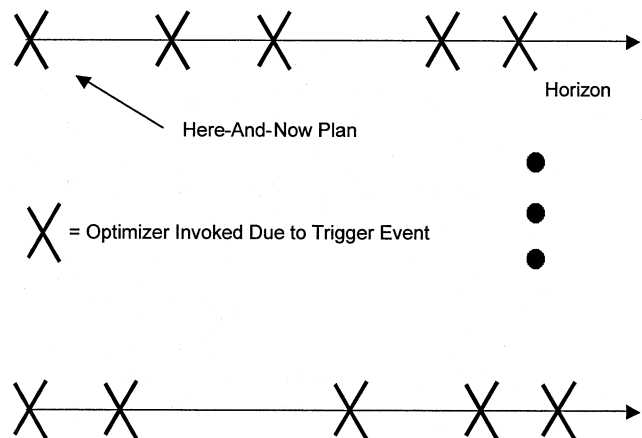 Horizon
Here-And-Now Plan
= Optimizer Invoked Due to Trigger Event